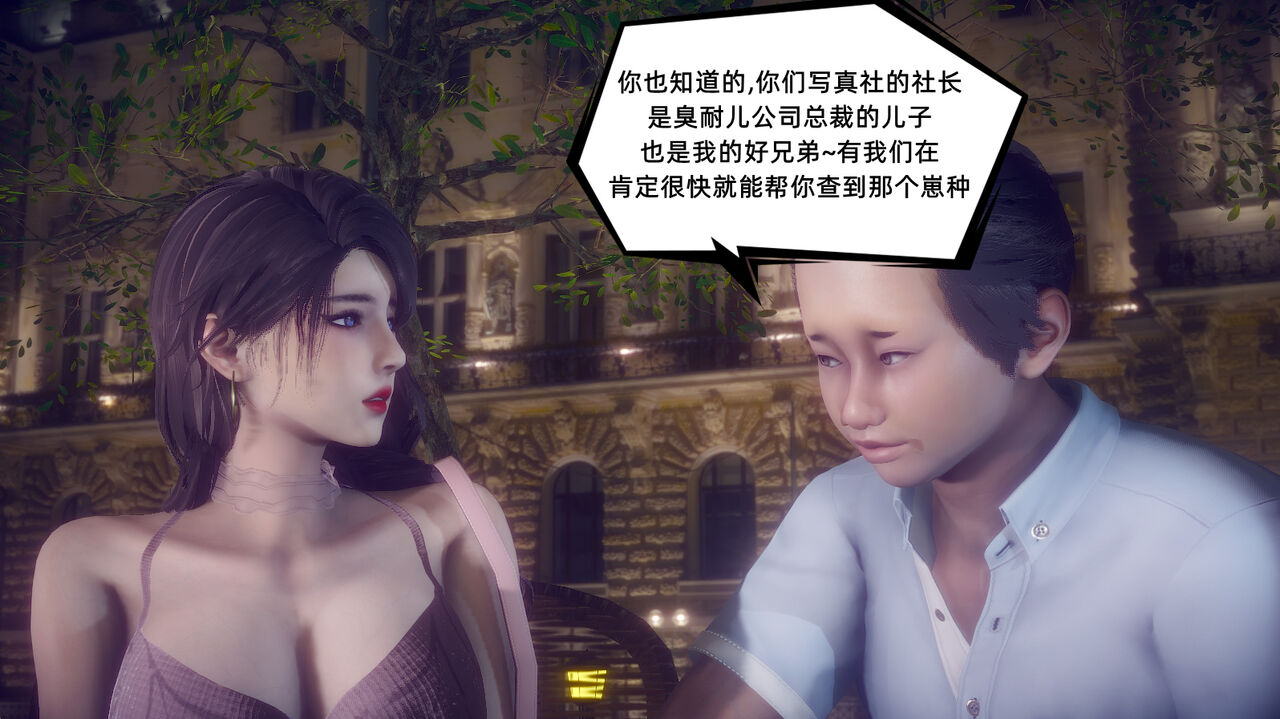 你也知道的,你们写真社的社长
是臭耐儿公司总裁的儿子
也是我的好兄弟~有我们在
肯定很快就能帮你查到那个崽种